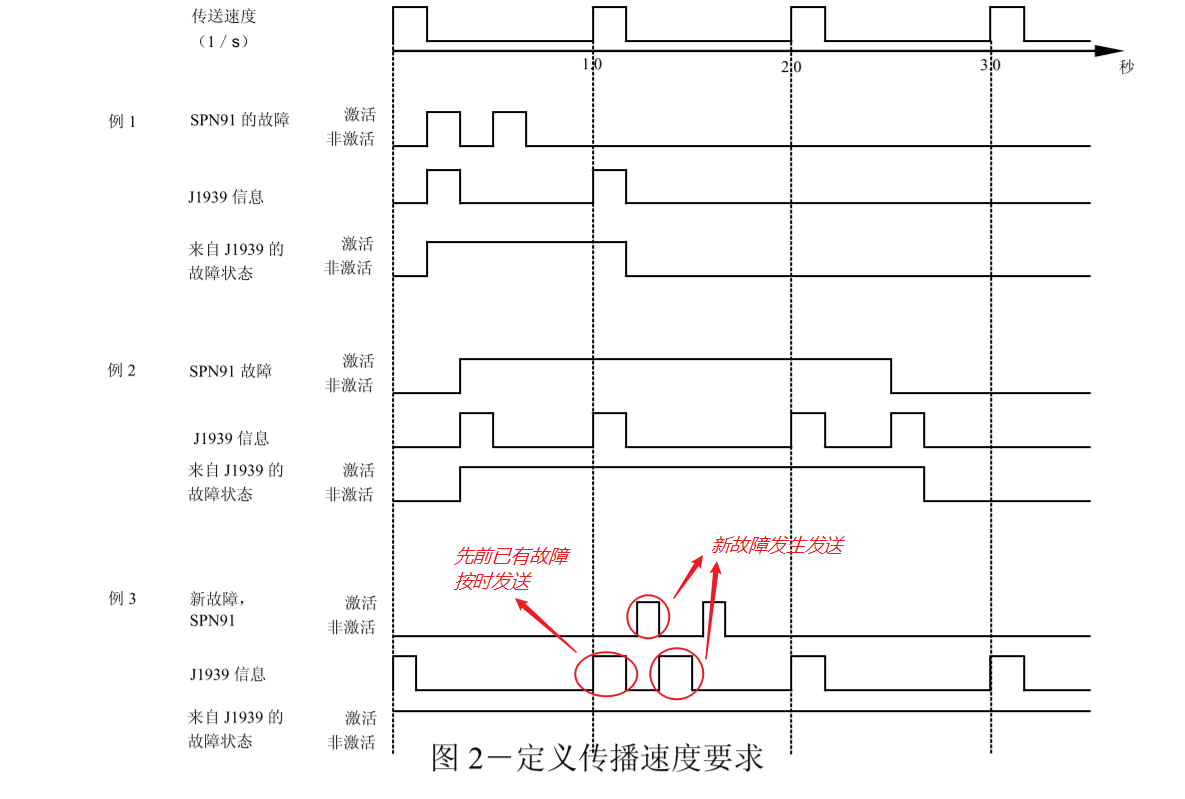 传送速度
（1／s）
1.0
2.0
3.0
秒
例 1
SPN91 的故障
激活
非激活
J1939 信息
来自 J1939 的
故障状态
激活
非激活
例 2
SPN91 故障
激活
非激活
J1939 信息
来自 J1939 的
故障状态
激活
非激活
先前已有故障
按时发送
新故障发生发送
例 3
新故障，
SPN91
激活
非激活
J1939 信息
来自 J1939 的
故障状态
激活
非激活
图 2－定义传播速度要求